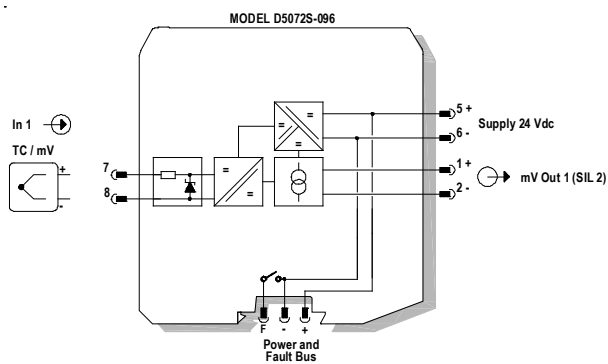 MODEL D5072S-096
In 1
TC / mV
+
-
7
8
=
=
=
=
=
5 +
6 -
Supply 24 Vdc
1 +
2 -
mV Out 1 (SIL 2)
F - +
Power and
Fault Bus